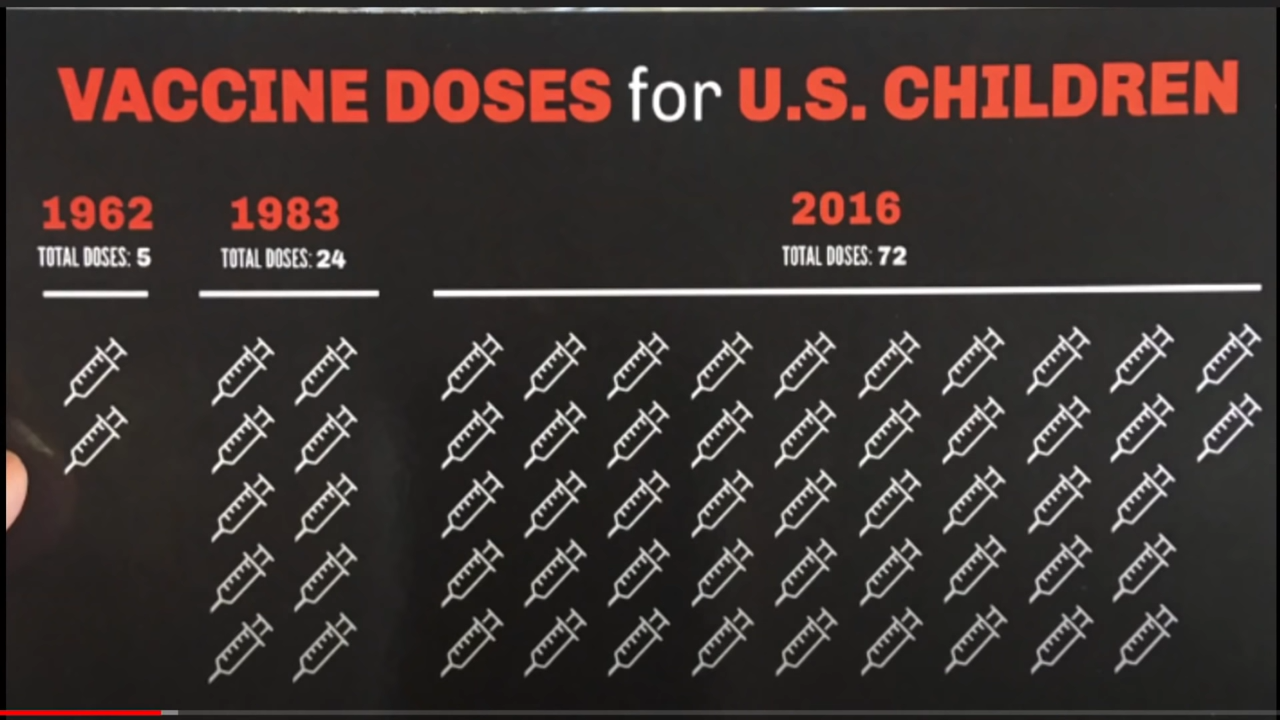 VACCINE DOSES for U.S. CHILDREN
1962
TOTAL DOSES: 5
1983
TOTAL DOSES: 24
2016
TOTAL DOSES: 72